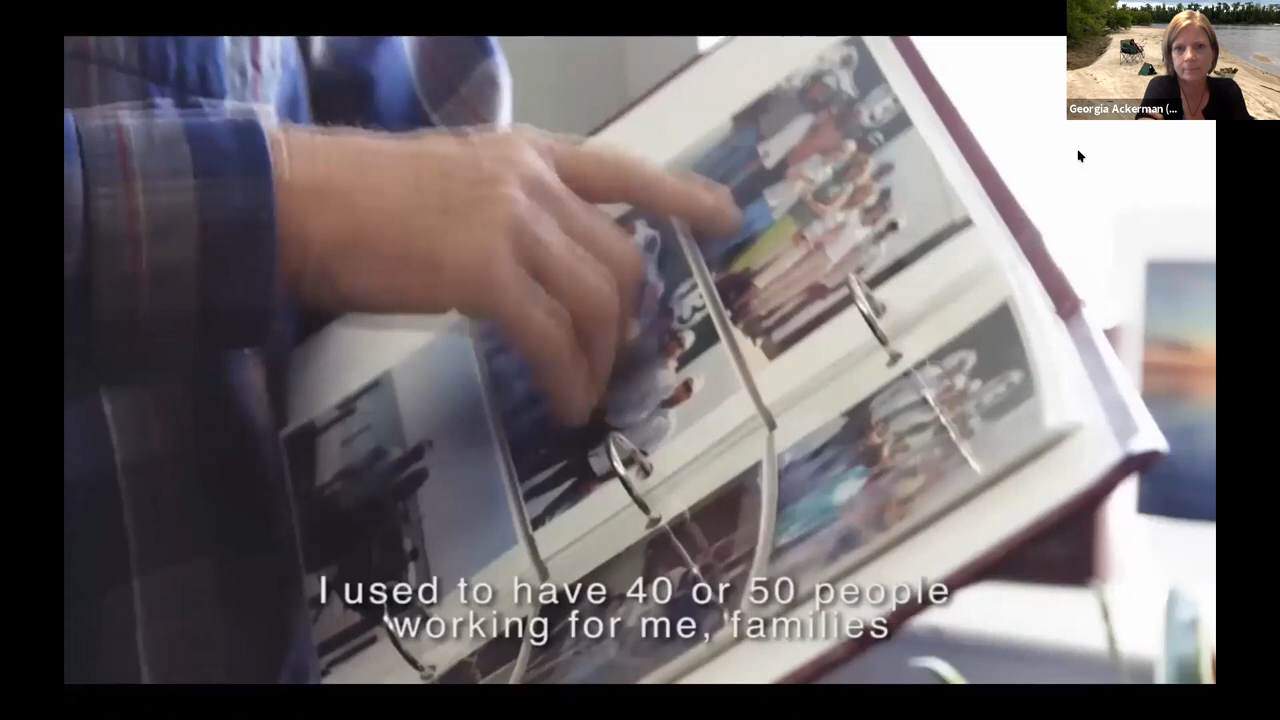 Georgia Ackerman (...
I used to have 40 or 50 people
working for me, families